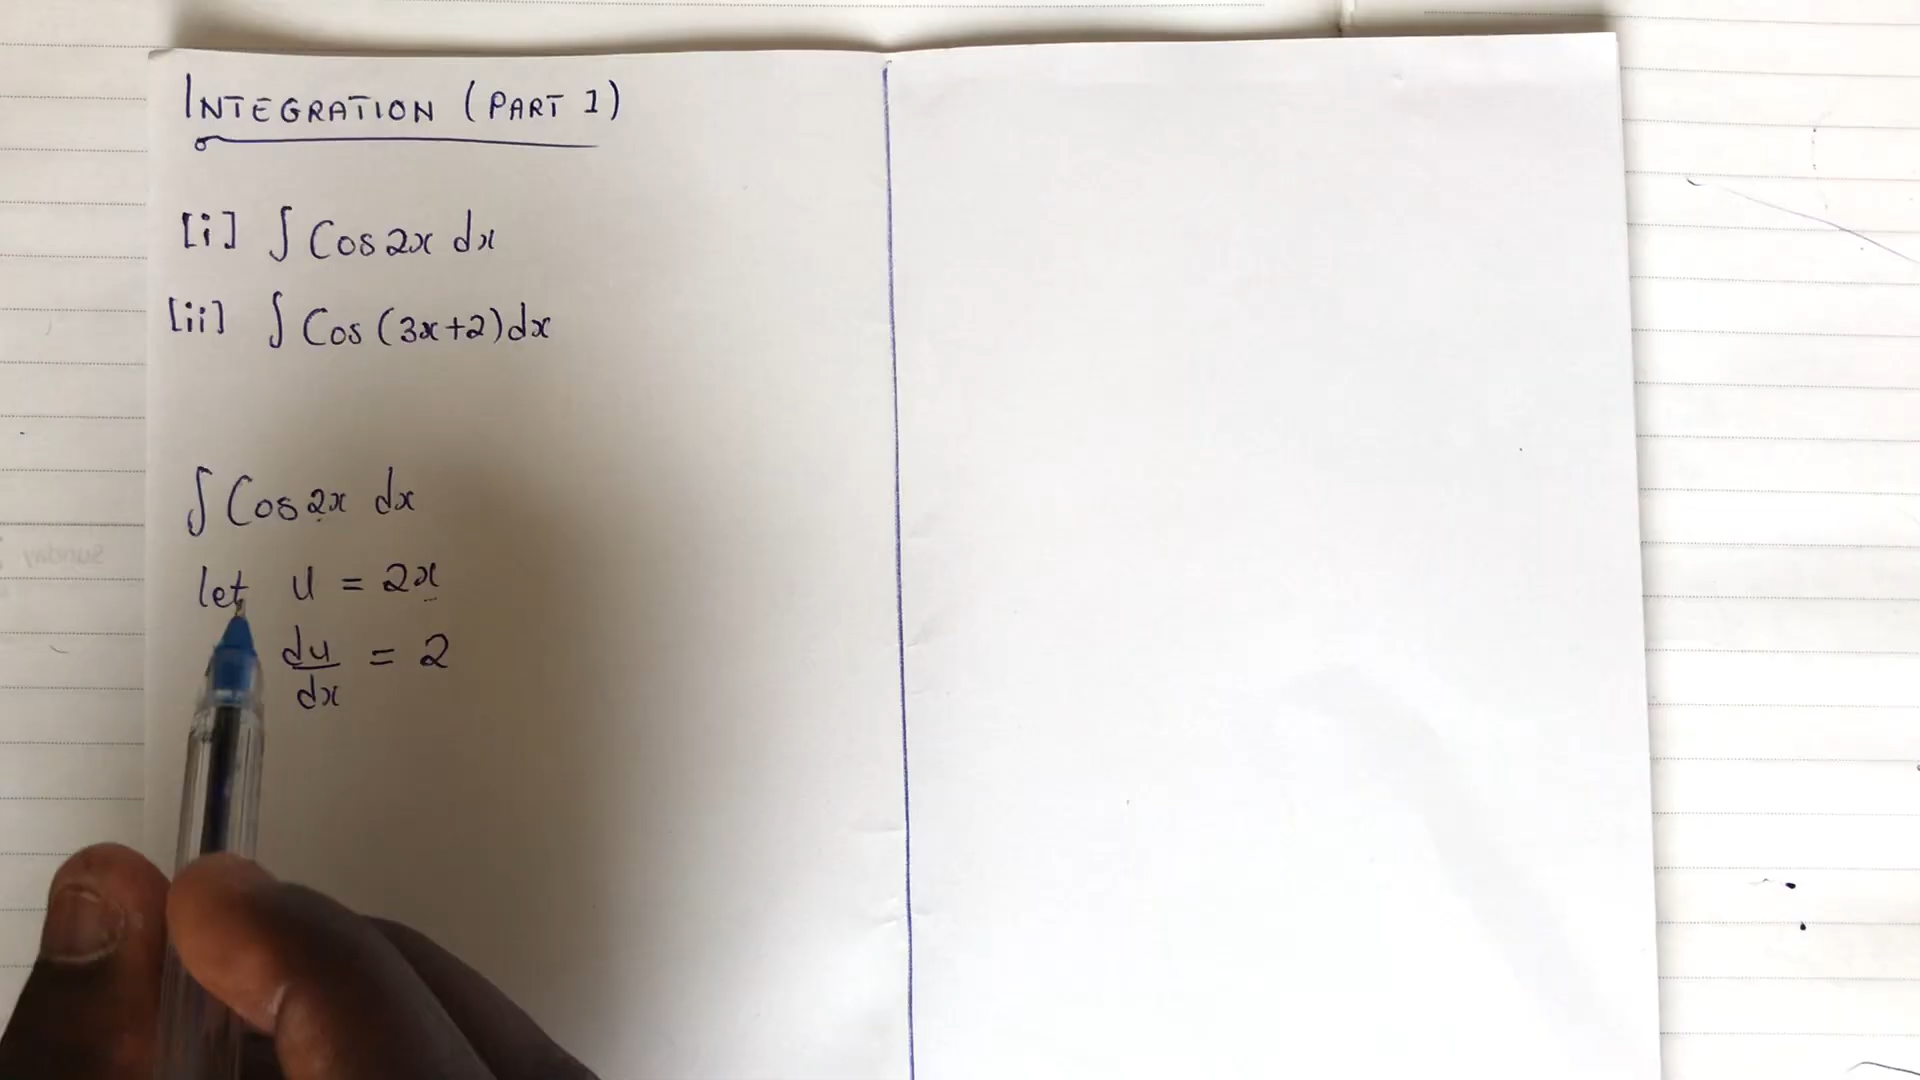 INTEGRATION (PART 1)
[i] ∫ Cos 2x dx
[ii] ∫ Cos (3x+2) dx
∫ Cos 2x dx
let u = 2x
du/dx = 2
Sunday